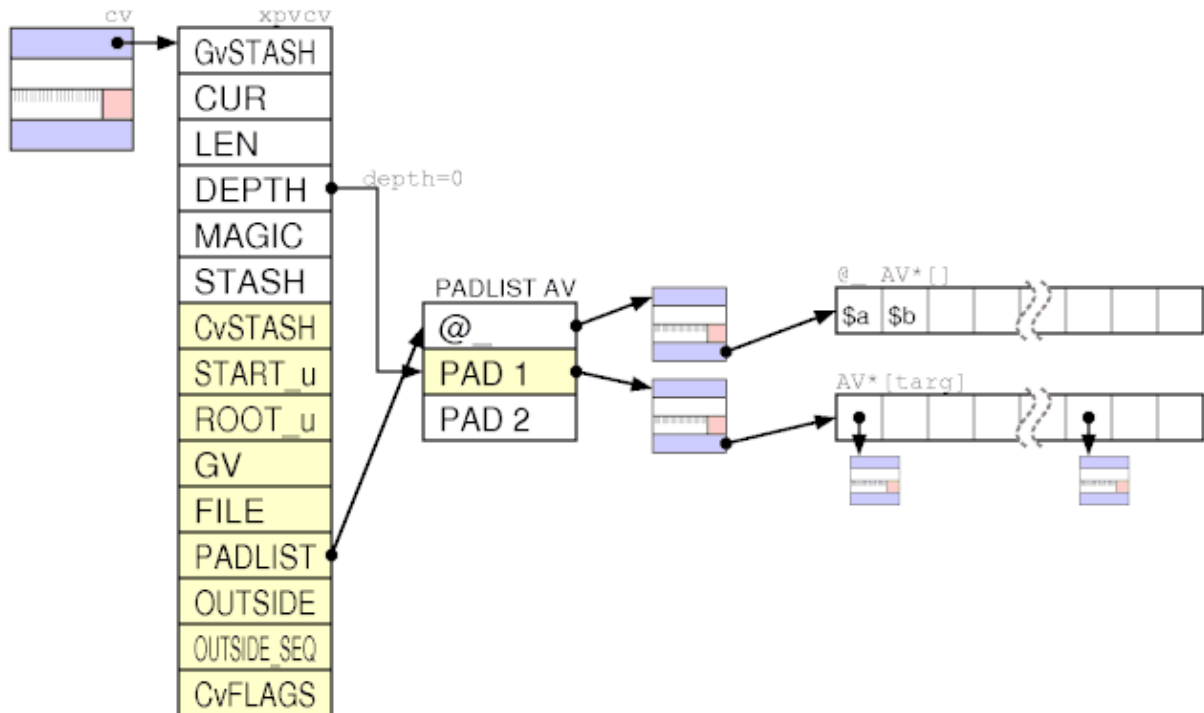 cv
xpvcv
GvSTASH
CUR
LEN
DEPTH
depth=0
MAGIC
STASH
CvSTASH
START_u
ROOT_u
GV
FILE
PADLIST
OUTSIDE
OUTSIDE_SEQ
CvFLAGS
PADLIST AV
@_
PAD 1
PAD 2
@_ AV*[]
$a $b
AV*[targ]